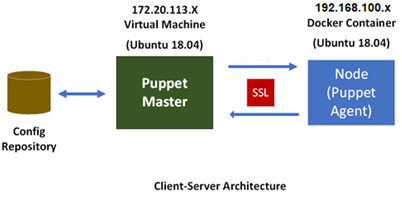 172.20.113.X
Virtual Machine
(Ubuntu 18.04)
192.168.100.x
Docker Container
(Ubuntu 18.04)
Puppet
Master
SSL
Node
(Puppet
Agent)
Config
Repository
Client-Server Architecture